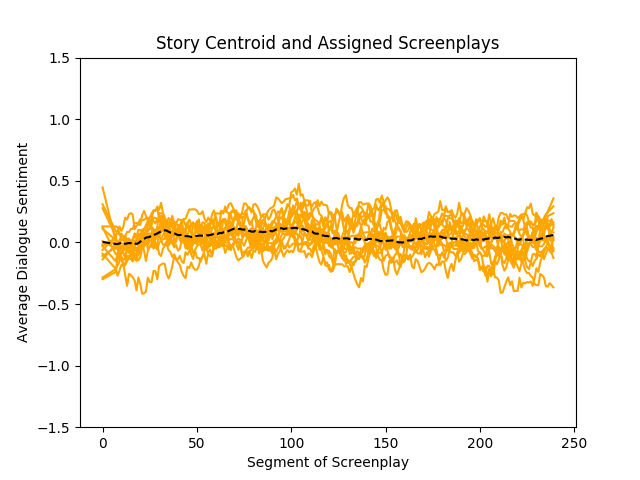 Story Centroid and Assigned Screenplays
1.5
1.0
0.5
0.0
−0.5
−1.0
−1.5
Average Dialogue Sentiment
0 50 100 150 200 250
Segment of Screenplay